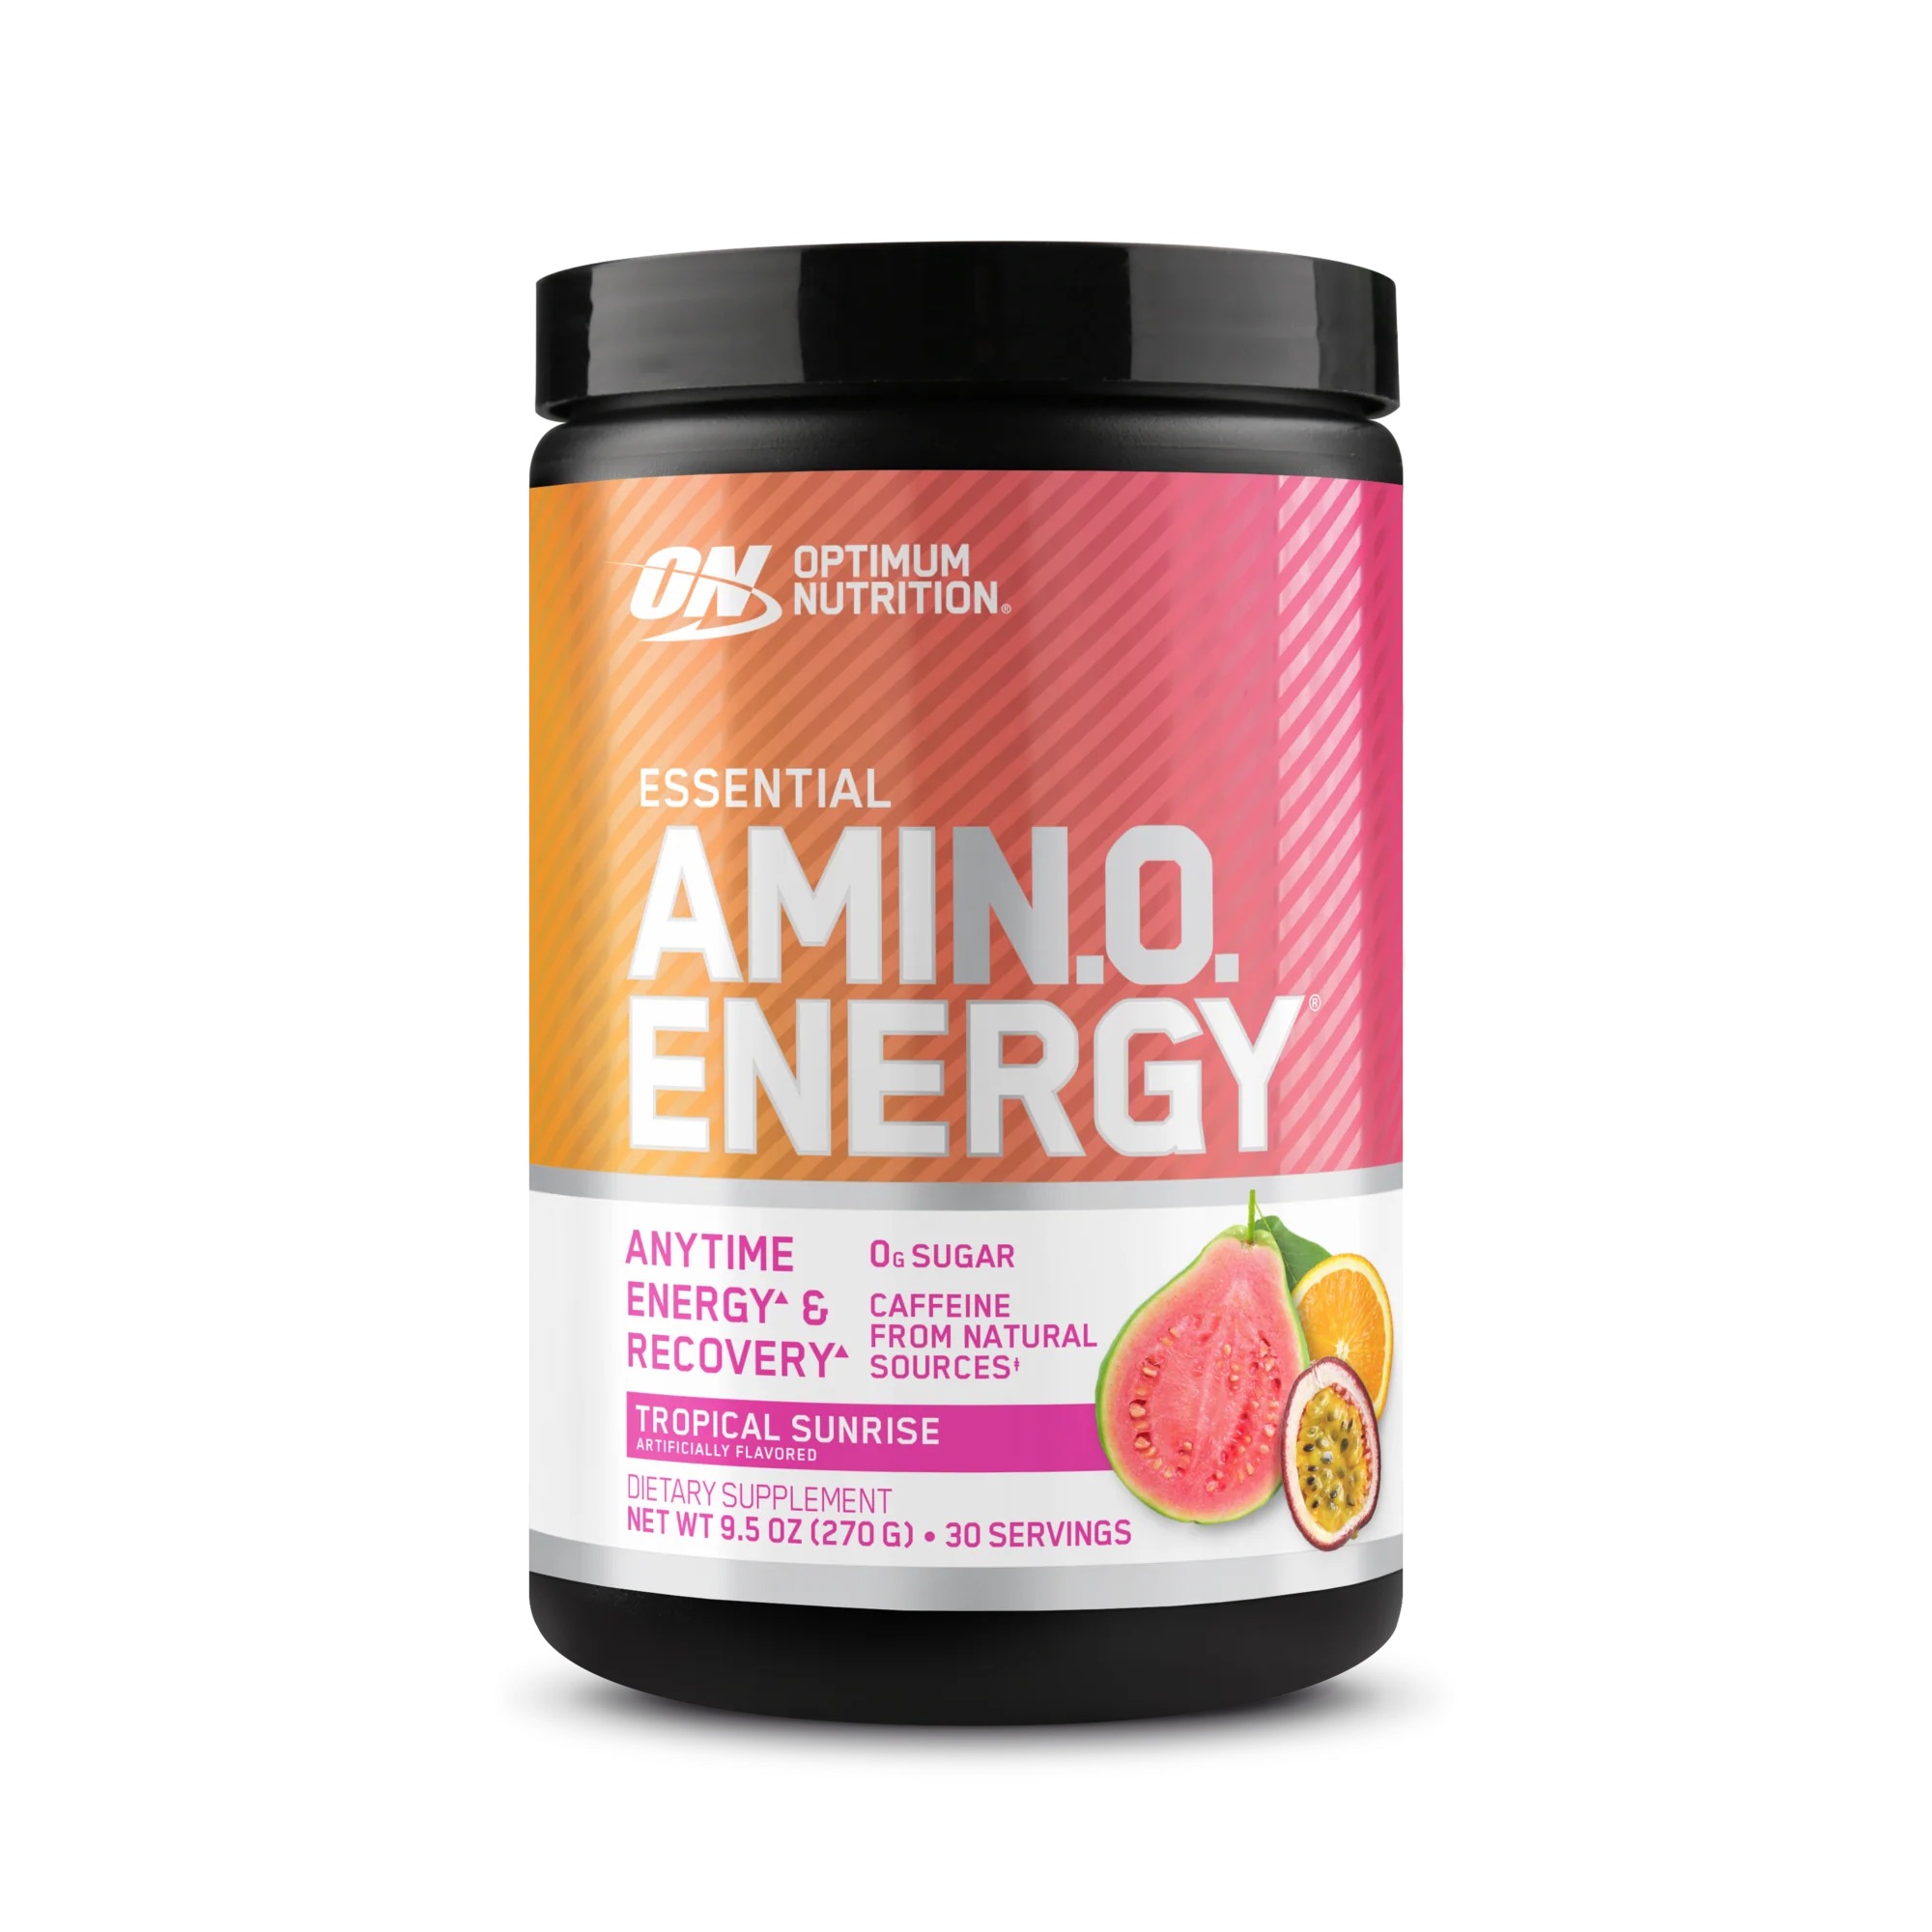 ON OPTIMUM
NUTRITION®
ESSENTIAL
AMIN.O.
ENERGY®
ANYTIME
ENERGY▲ &
RECOVERY▲
0G SUGAR
CAFFEINE
FROM NATURAL
SOURCES‡
TROPICAL SUNRISE
ARTIFICIALLY FLAVORED
DIETARY SUPPLEMENT
NET WT 9.5 OZ (270 G) • 30 SERVINGS